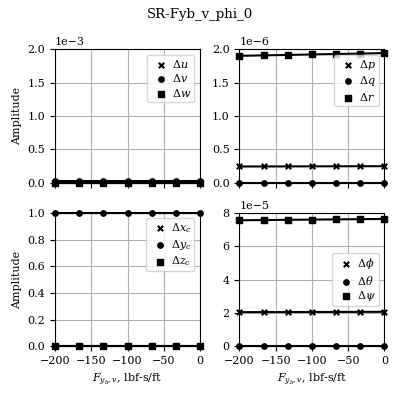 SR-Fyb_v_phi_0
1e−3
1e−6
2.0
1.5
1.0
0.5
0.0
Amplitude
Δu
Δv
Δw
2.0
1.5
1.0
0.5
0.0
Δp
Δq
Δr
1e−5
1.0
0.8
0.6
0.4
0.2
0.0
Amplitude
Δx_c
Δy_c
Δz_c
8
6
4
2
0
Δϕ
Δθ
Δψ
−200 −150 −100 −50 0
F_{y_b,v}, lbf-s/ft
−200 −150 −100 −50 0
F_{y_b,v}, lbf-s/ft